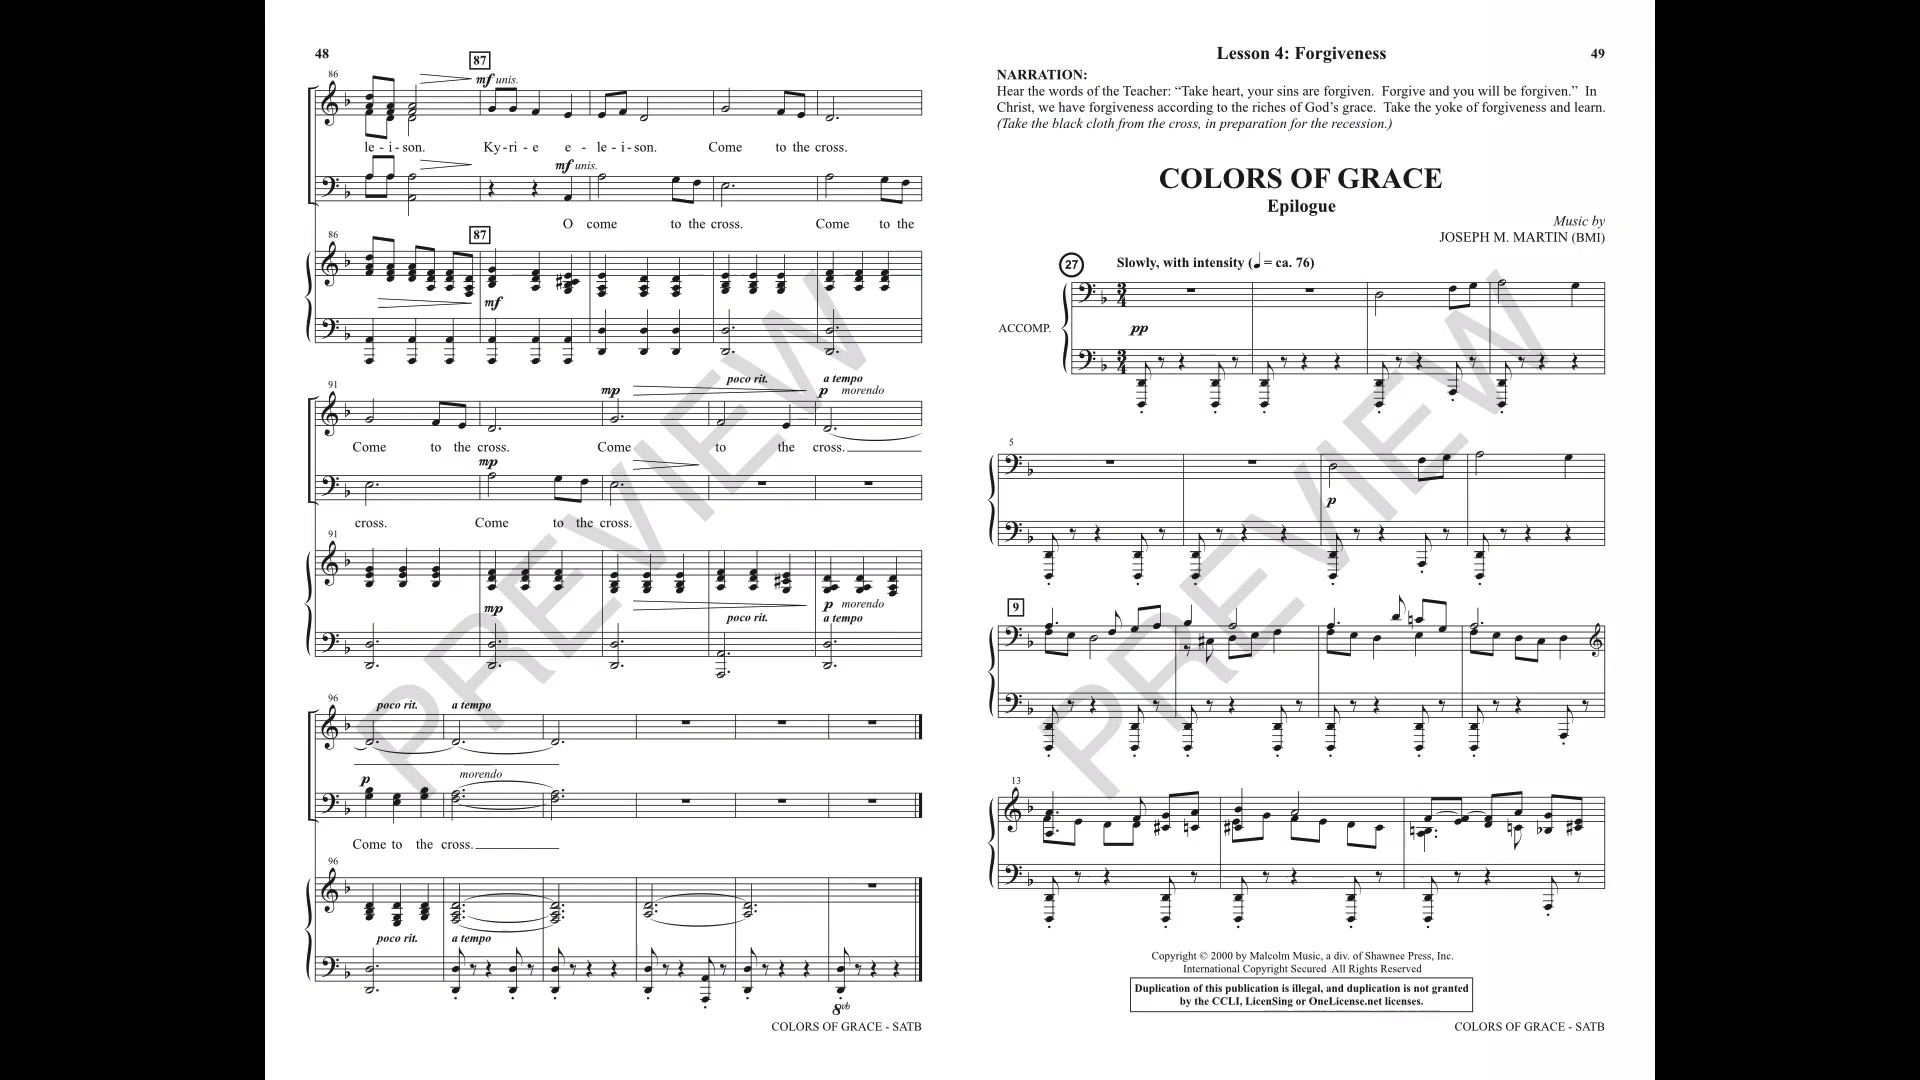 48
87
86
mf unis.
le - i - son. Ky - ri - e e - le - i - son. Come to the cross.
mf unis.
O come to the cross. Come to the
86
87
mf
91
mp
poco rit.
a tempo
p morendo
Come to the cross. Come to the cross.
mp
cross. Come to the cross.
91
mp
poco rit.
p morendo
a tempo
96
poco rit.
a tempo
p
morendo
Come to the cross.
96
poco rit.
a tempo
8vb
COLORS OF GRACE - SATB
Lesson 4: Forgiveness
49
NARRATION:
Hear the words of the Teacher: “Take heart, your sins are forgiven. Forgive and you will be forgiven.” In
Christ, we have forgiveness according to the riches of God’s grace. Take the yoke of forgiveness and learn.
(Take the black cloth from the cross, in preparation for the recession.)
COLORS OF GRACE
Epilogue
Music by
JOSEPH M. MARTIN (BMI)
27
Slowly, with intensity (♩ = ca. 76)
3
4
ACCOMP.
pp
3
4
5
p
9
13
Copyright © 2000 by Malcolm Music, a div. of Shawnee Press, Inc.
International Copyright Secured All Rights Reserved
Duplication of this publication is illegal, and duplication is not granted
by the CCLI, LicenSing or OneLicense.net licenses.
COLORS OF GRACE - SATB
PREVIEW
PREVIEW